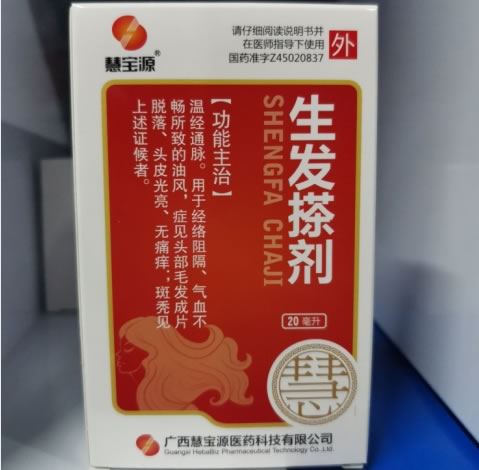 慧宝源®
请仔细阅读说明书并
在医师指导下使用
国药准字Z45020837
外
生发搽剂
SHENGFA CHAJI
【功能主治】
温经通脉。用于经络阻隔、气血不
畅所致的油风，症见头部毛发成片
脱落、头皮光亮、无痛痒；斑秃见
上述证候者。
20毫升
慧
广西慧宝源医药科技有限公司
Guangxi HebaBiz Pharmaceutical Technology Co.,Ltd.